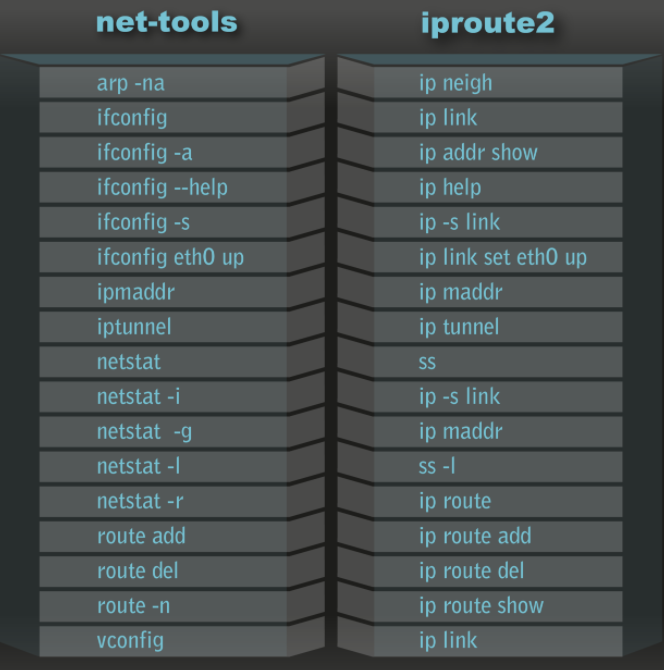 net-tools iproute2
arp -na ip neigh
ifconfig ip link
ifconfig -a ip addr show
ifconfig --help ip help
ifconfig -s ip -s link
ifconfig eth0 up ip link set eth0 up
ipmaddr ip maddr
iptunnel ip tunnel
netstat ss
netstat -i ip -s link
netstat  -g ip maddr
netstat -l ss -l
netstat -r ip route
route add ip route add
route del ip route del
route -n ip route show
vconfig ip link